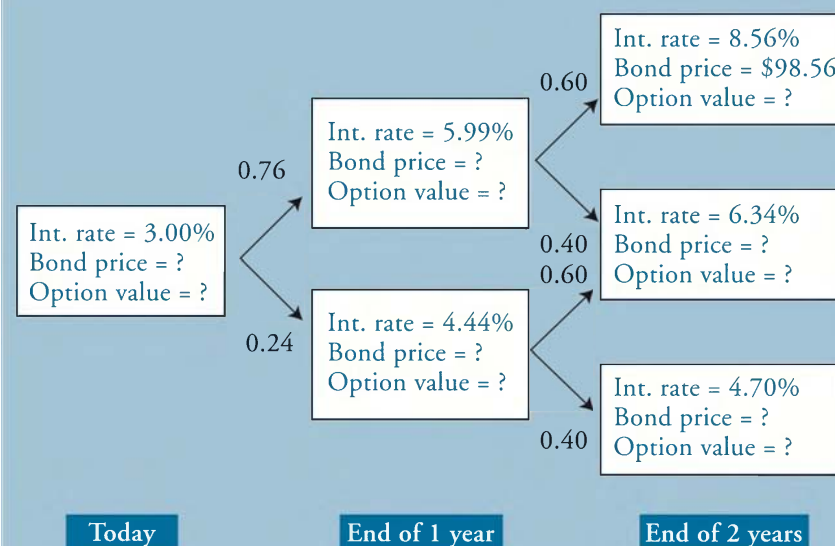 Int. rate = 8.56%
Bond price = $98.56
Option value = ?
0.60
Int. rate = 5.99%
Bond price = ?
Option value = ?
0.76
Int. rate = 6.34%
Bond price = ?
Option value = ?
0.40
0.60
Int. rate = 3.00%
Bond price = ?
Option value = ?
0.24
Int. rate = 4.44%
Bond price = ?
Option value = ?
Int. rate = 4.70%
Bond price = ?
Option value = ?
0.40
Today
End of 1 year
End of 2 years